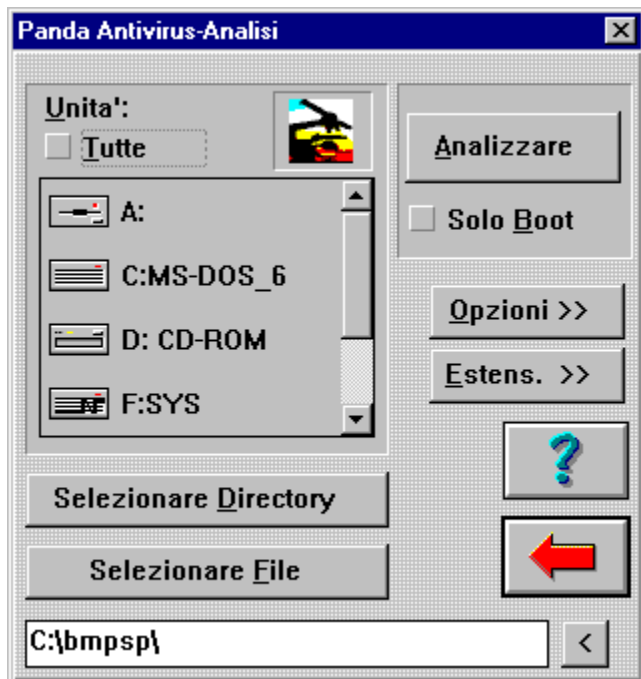 Panda Antivirus-Analisi
Unita':
Tutte
A:
C:MS-DOS_6
D: CD-ROM
F:SYS
Analizzare
Solo Boot
Opzioni >>
Estens. >>
?
Selezionare Directory
Selezionare File
C:\bmpsp\
<